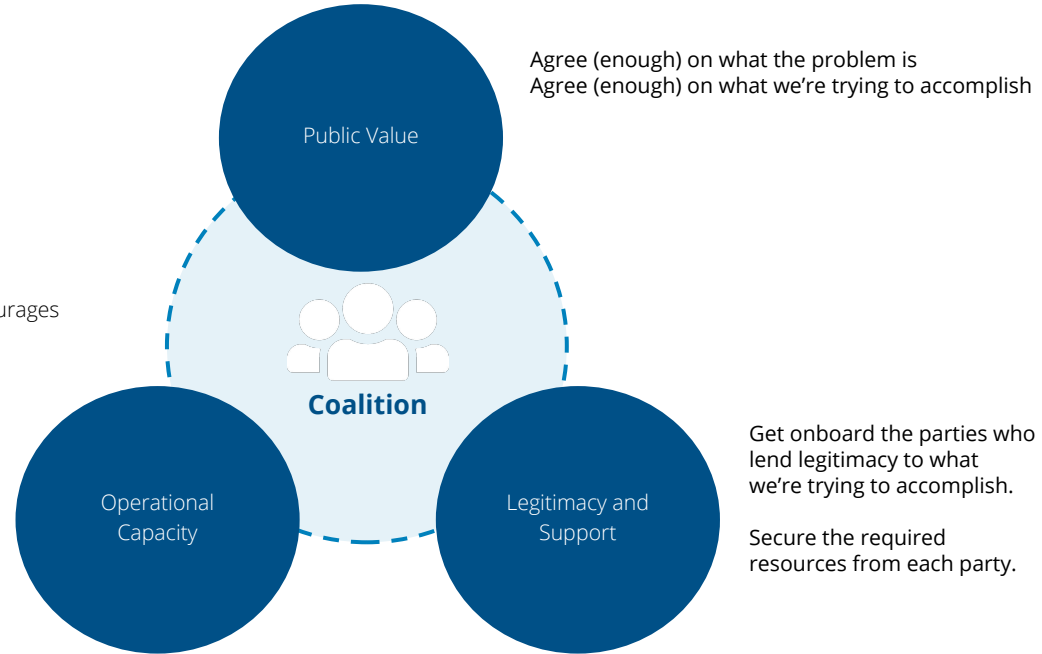 Agree (enough) on what the problem is
Agree (enough) on what we’re trying to accomplish
Public Value
urages
Coalition
Operational
Capacity
Legitimacy and
Support
Get onboard the parties who
lend legitimacy to what
we’re trying to accomplish.
Secure the required
resources from each party.